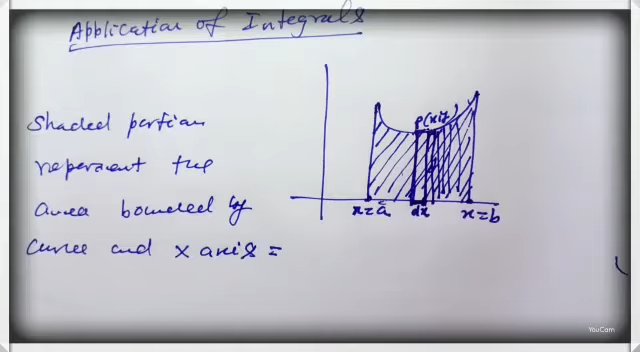 Application of Integrals
Shaded portion
represent the
area bounded by
Curve and x axis =
P(x,y)
x=a
dx
x=b
YouCam